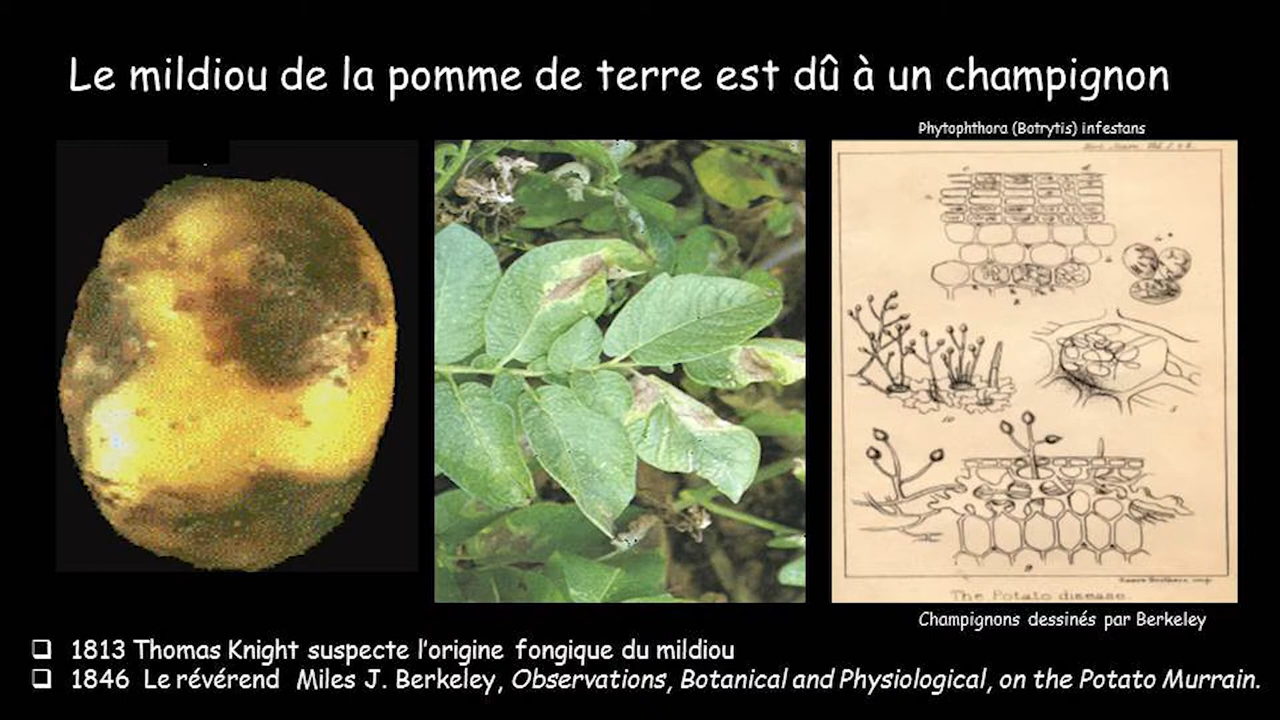 Le mildiou de la pomme de terre est dû à un champignon
Phytophthora (Botrytis) infestans
The Potato disease.
Champignons dessinés par Berkeley
❑ 1813 Thomas Knight suspecte l'origine fongique du mildiou
❑ 1846 Le révérend Miles J. Berkeley, Observations, Botanical and Physiological, on the Potato Murrain.